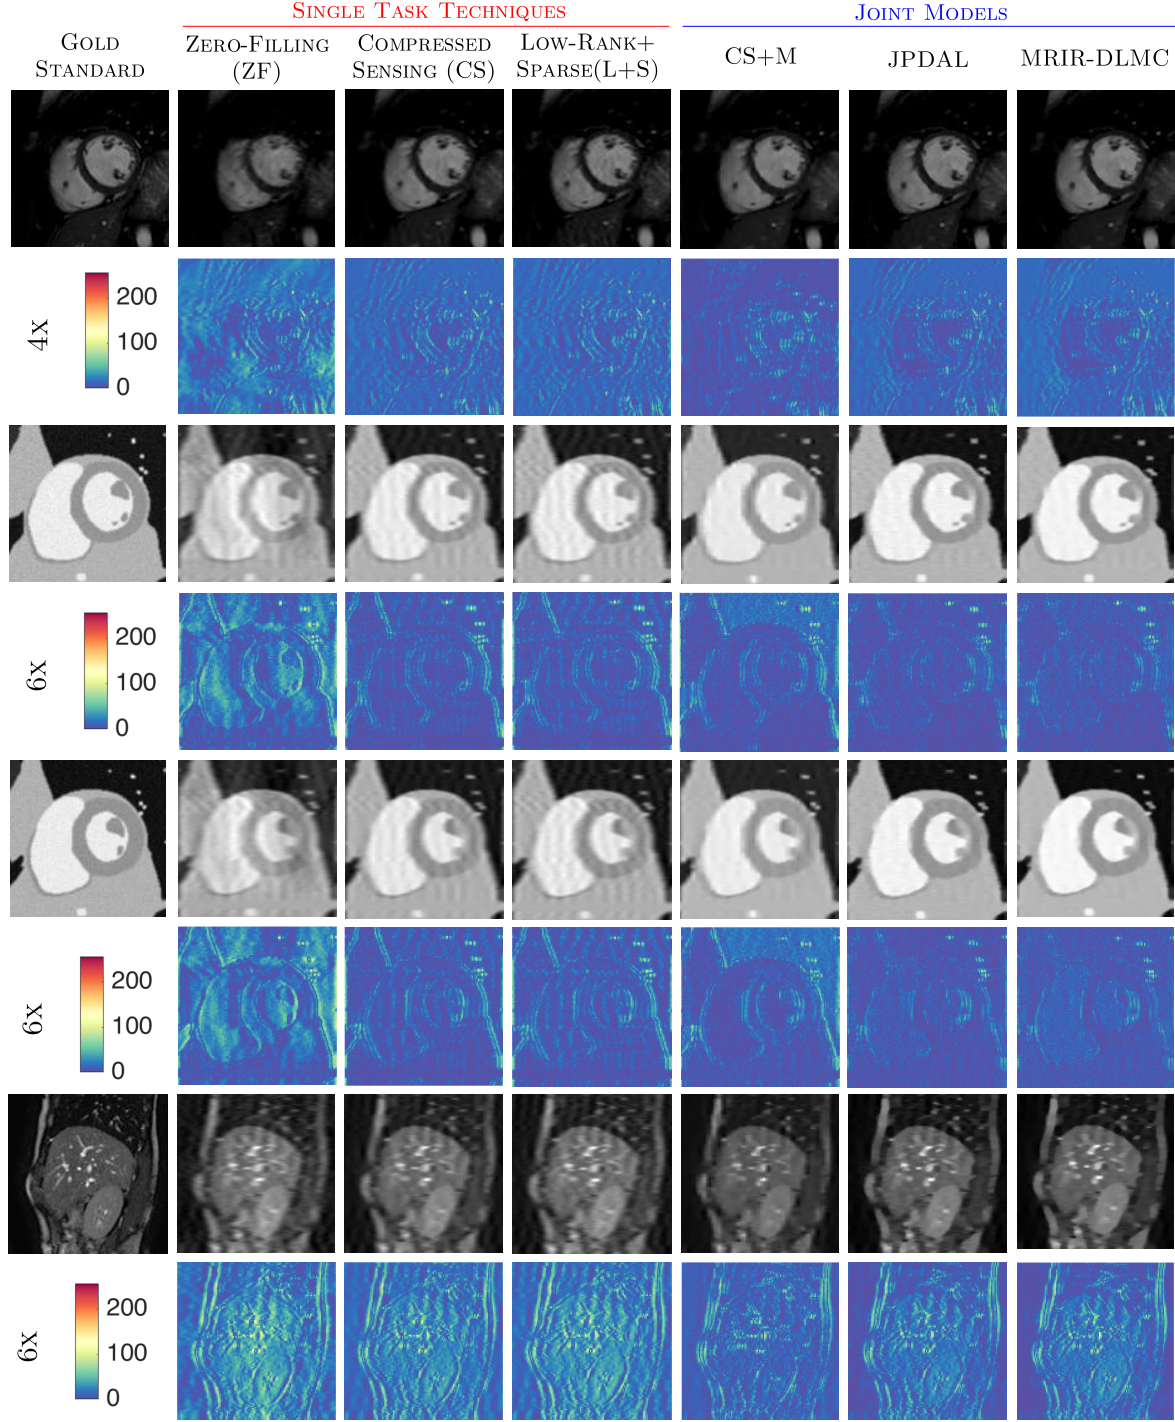 SINGLE TASK TECHNIQUES
JOINT MODELS
GOLD
STANDARD
ZERO-FILLING
(ZF)
COMPRESSED
SENSING (CS)
LOW-RANK+
SPARSE(L+S)
CS+M
JPDAL
MRIR-DLMC
4x
200
100
0
6x
200
100
0
6x
200
100
0
6x
200
100
0